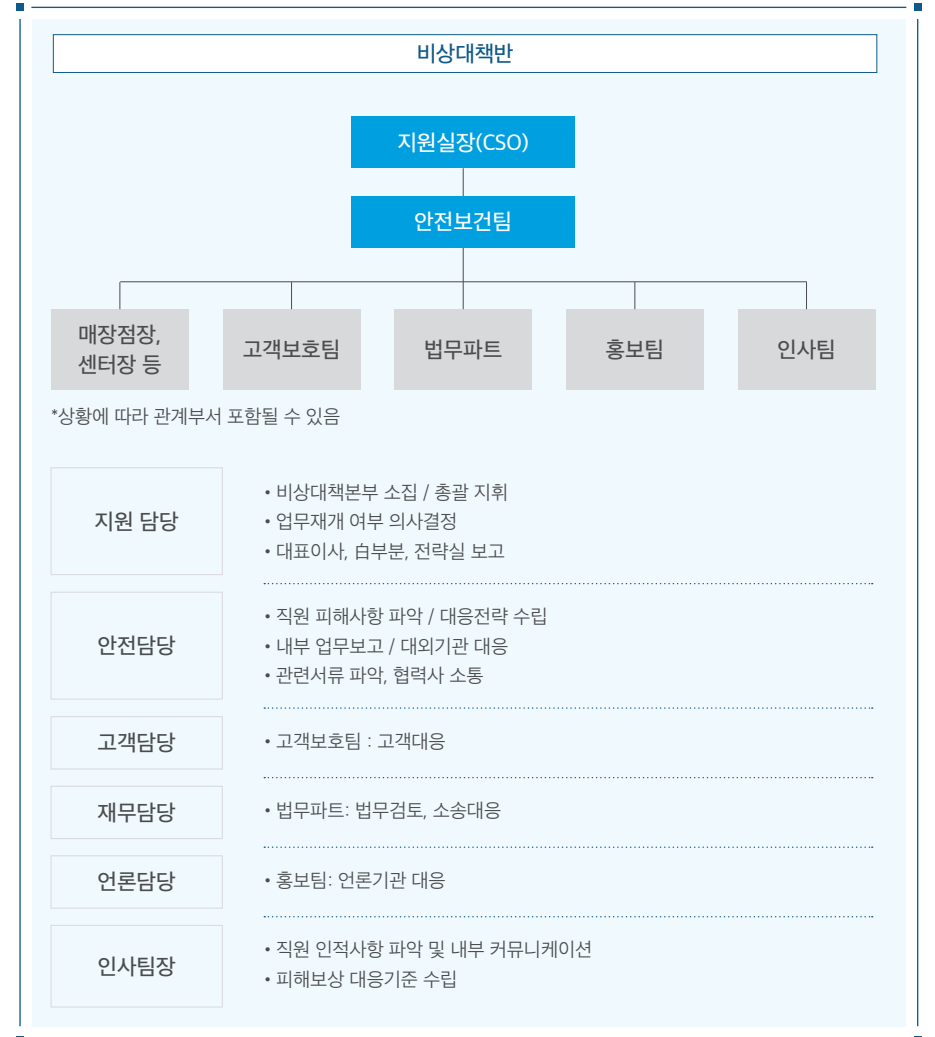 비상대책반
지원실장(CSO)
안전보건팀
매장점장,
센터장 등
고객보호팀
법무파트
홍보팀
인사팀
*상황에 따라 관계부서 포함될 수 있음
지원 담당
• 비상대책본부 소집 / 총괄 지휘
• 업무재개 여부 의사결정
• 대표이사, 白부분, 전략실 보고
안전담당
• 직원 피해사항 파악 / 대응전략 수립
• 내부 업무보고 / 대외기관 대응
• 관련서류 파악, 협력사 소통
고객담당
• 고객보호팀 : 고객대응
재무담당
• 법무파트: 법무검토, 소송대응
언론담당
• 홍보팀: 언론기관 대응
인사팀장
• 직원 인적사항 파악 및 내부 커뮤니케이션
• 피해보상 대응기준 수립